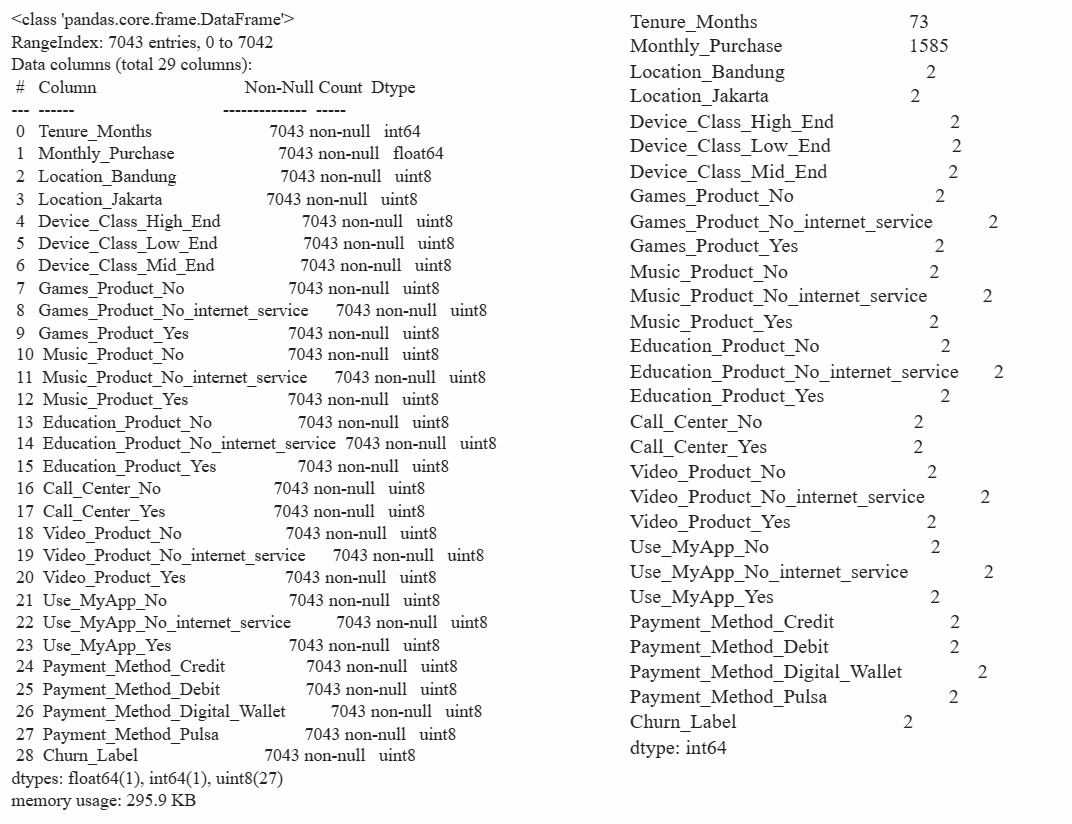 <class 'pandas.core.frame.DataFrame'>
RangeIndex: 7043 entries, 0 to 7042
Data columns (total 29 columns):
# Column Non-Null Count Dtype
--- ------ -------------- -----
0 Tenure_Months 7043 non-null int64
1 Monthly_Purchase 7043 non-null float64
2 Location_Bandung 7043 non-null uint8
3 Location_Jakarta 7043 non-null uint8
4 Device_Class_High_End 7043 non-null uint8
5 Device_Class_Low_End 7043 non-null uint8
6 Device_Class_Mid_End 7043 non-null uint8
7 Games_Product_No 7043 non-null uint8
8 Games_Product_No_internet_service 7043 non-null uint8
9 Games_Product_Yes 7043 non-null uint8
10 Music_Product_No 7043 non-null uint8
11 Music_Product_No_internet_service 7043 non-null uint8
12 Music_Product_Yes 7043 non-null uint8
13 Education_Product_No 7043 non-null uint8
14 Education_Product_No_internet_service 7043 non-null uint8
15 Education_Product_Yes 7043 non-null uint8
16 Call_Center_No 7043 non-null uint8
17 Call_Center_Yes 7043 non-null uint8
18 Video_Product_No 7043 non-null uint8
19 Video_Product_No_internet_service 7043 non-null uint8
20 Video_Product_Yes 7043 non-null uint8
21 Use_MyApp_No 7043 non-null uint8
22 Use_MyApp_No_internet_service 7043 non-null uint8
23 Use_MyApp_Yes 7043 non-null uint8
24 Payment_Method_Credit 7043 non-null uint8
25 Payment_Method_Debit 7043 non-null uint8
26 Payment_Method_Digital_Wallet 7043 non-null uint8
27 Payment_Method_Pulsa 7043 non-null uint8
28 Churn_Label 7043 non-null uint8
dtypes: float64(1), int64(1), uint8(27)
memory usage: 295.9 KB
Tenure_Months 73
Monthly_Purchase 1585
Location_Bandung 2
Location_Jakarta 2
Device_Class_High_End 2
Device_Class_Low_End 2
Device_Class_Mid_End 2
Games_Product_No 2
Games_Product_No_internet_service 2
Games_Product_Yes 2
Music_Product_No 2
Music_Product_No_internet_service 2
Music_Product_Yes 2
Education_Product_No 2
Education_Product_No_internet_service 2
Education_Product_Yes 2
Call_Center_No 2
Call_Center_Yes 2
Video_Product_No 2
Video_Product_No_internet_service 2
Video_Product_Yes 2
Use_MyApp_No 2
Use_MyApp_No_internet_service 2
Use_MyApp_Yes 2
Payment_Method_Credit 2
Payment_Method_Debit 2
Payment_Method_Digital_Wallet 2
Payment_Method_Pulsa 2
Churn_Label 2
dtype: int64